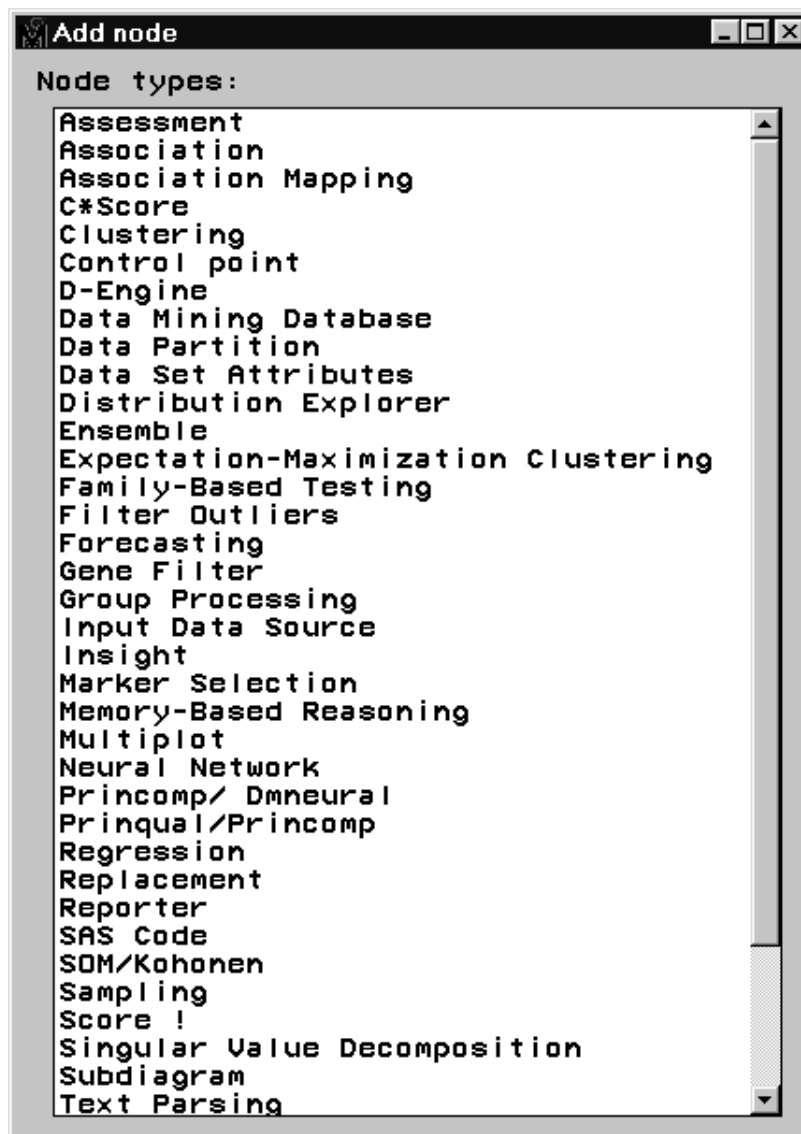 Add node
Node types:
Assessment
Association
Association Mapping
C*Score
Clustering
Control point
D-Engine
Data Mining Database
Data Partition
Data Set Attributes
Distribution Explorer
Ensemble
Expectation-Maximization Clustering
Family-Based Testing
Filter Outliers
Forecasting
Gene Filter
Group Processing
Input Data Source
Insight
Marker Selection
Memory-Based Reasoning
Multiplot
Neural Network
Princomp/ Dmneural
Prinqual/Princomp
Regression
Replacement
Reporter
SAS Code
SOM/Kohonen
Sampling
Score !
Singular Value Decomposition
Subdiagram
Text Parsing